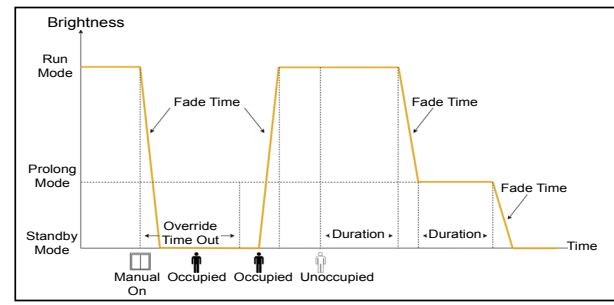 Brightness
Run
Mode
Fade Time
Fade Time
Prolong
Mode
Fade Time
Override
Time Out
Duration
Duration
Standby
Mode
Time
Manual
On
Occupied
Occupied
Unoccupied